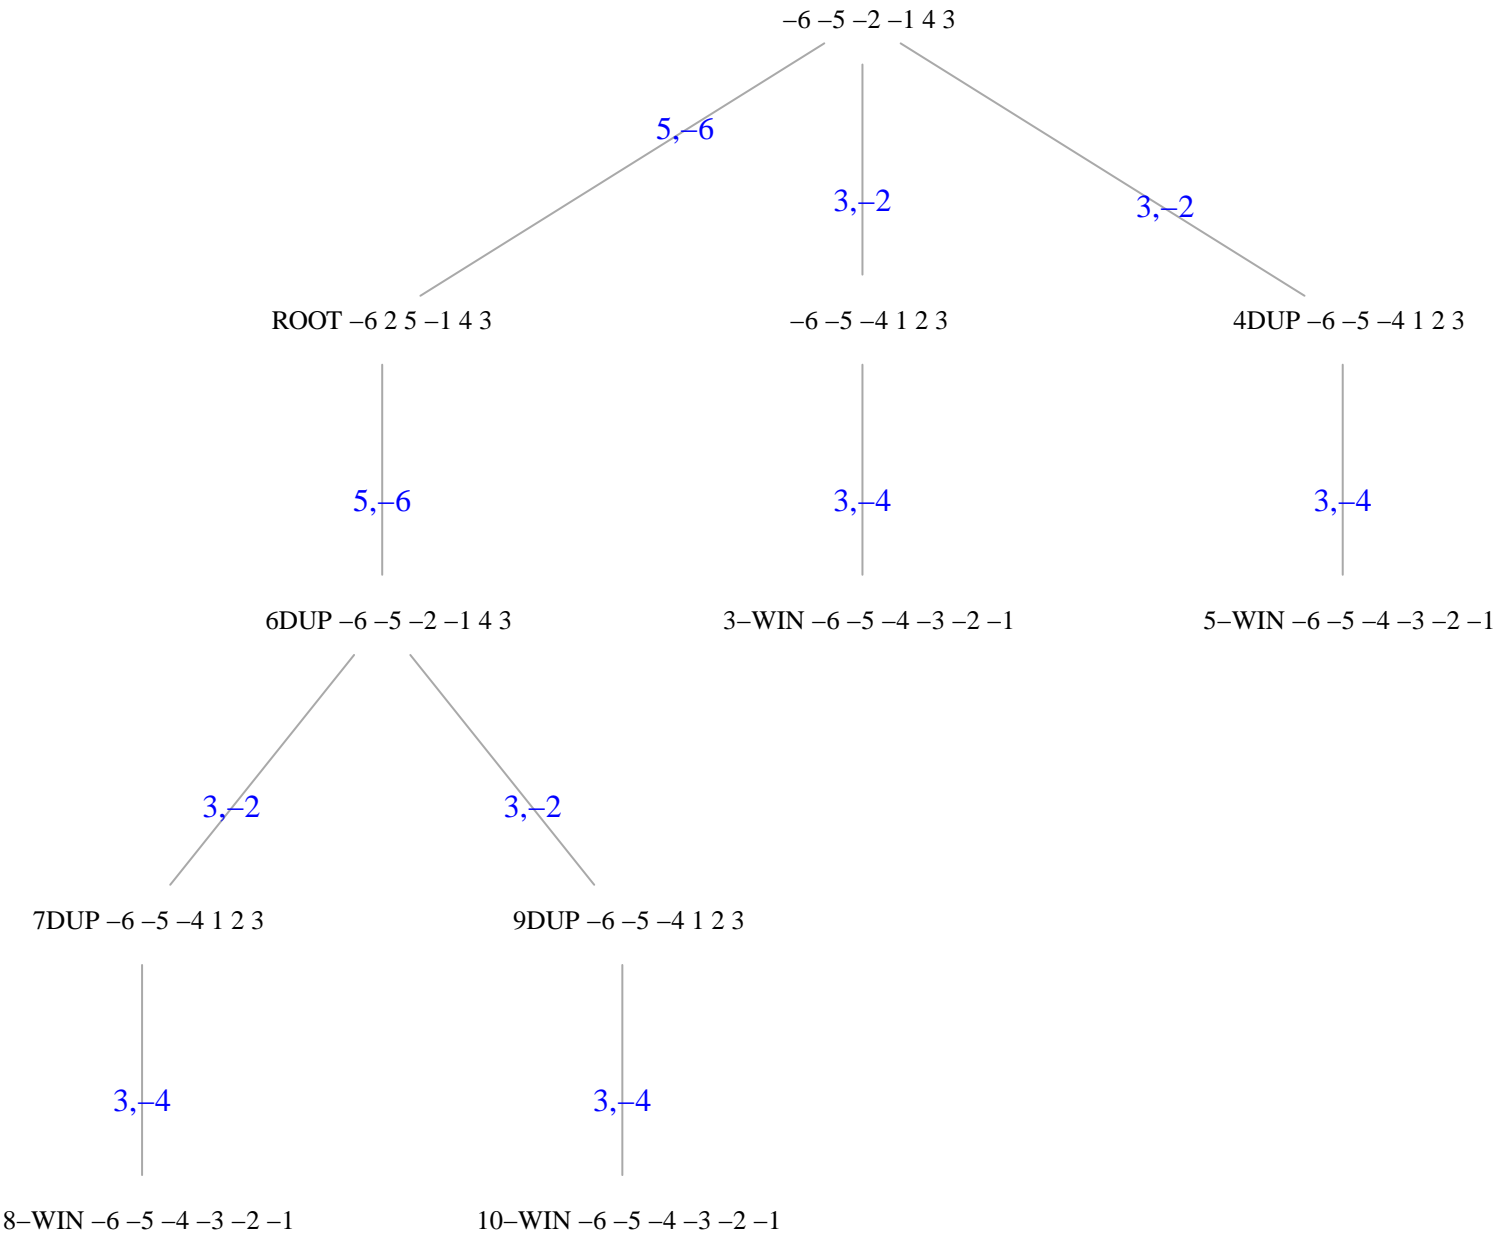 –6 –5 –2 –1 4 3
5,–6
3,–2
3,–2
ROOT –6 2 5 –1 4 3
–6 –5 –4 1 2 3
4DUP –6 –5 –4 1 2 3
5,–6
3,–4
3,–4
6DUP –6 –5 –2 –1 4 3
3–WIN –6 –5 –4 –3 –2 –1
5–WIN –6 –5 –4 –3 –2 –1
3,–2
3,–2
7DUP –6 –5 –4 1 2 3
9DUP –6 –5 –4 1 2 3
3,–4
3,–4
8–WIN –6 –5 –4 –3 –2 –1
10–WIN –6 –5 –4 –3 –2 –1